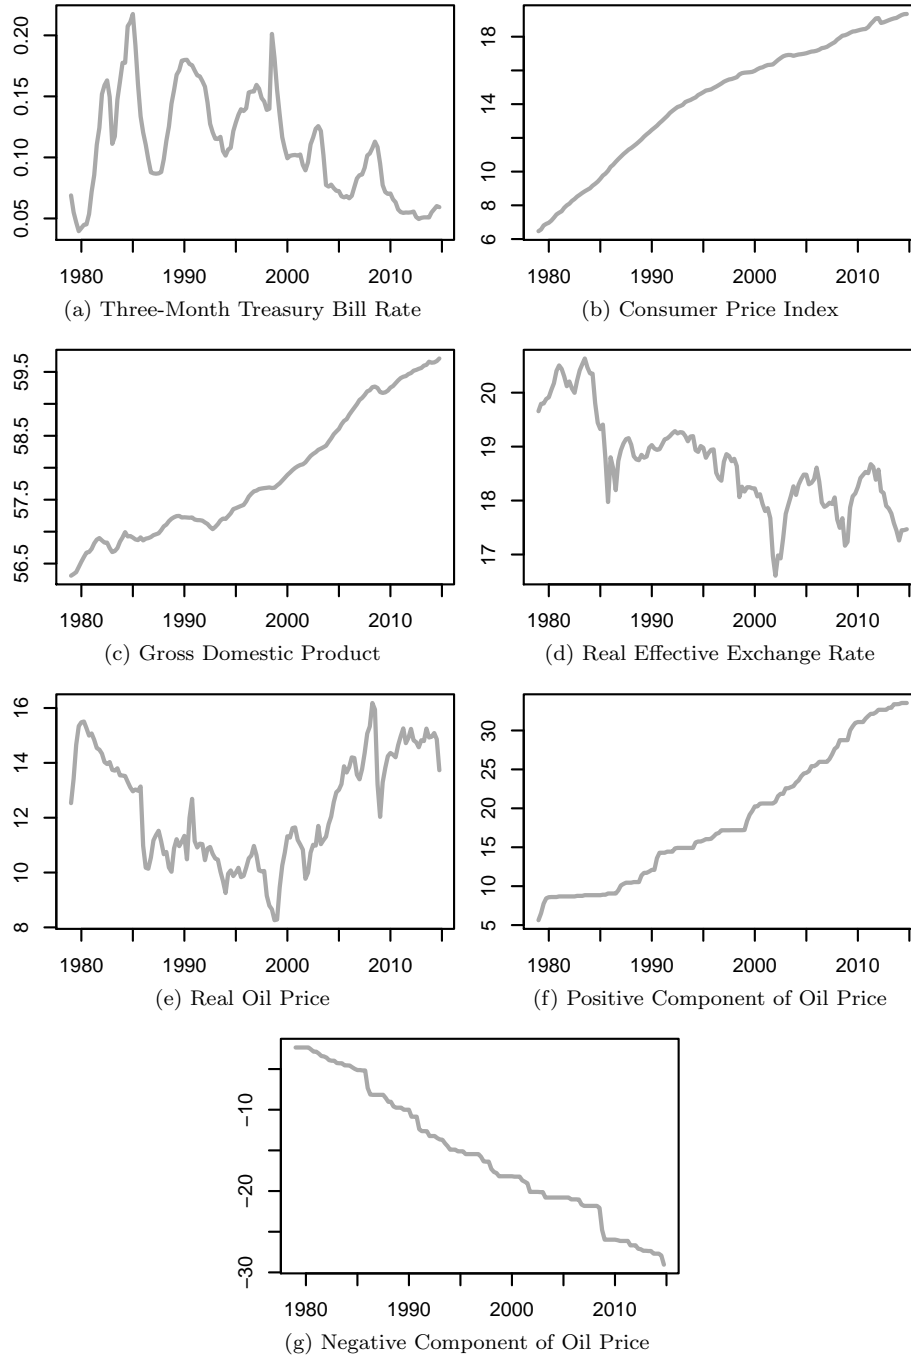 0.20
0.15
0.10
0.05
1980 1990 2000 2010
(a) Three-Month Treasury Bill Rate
18
14
10
8
6
1980 1990 2000 2010
(b) Consumer Price Index
59.5
58.5
57.5
56.5
1980 1990 2000 2010
(c) Gross Domestic Product
20
19
18
17
1980 1990 2000 2010
(d) Real Effective Exchange Rate
16
14
12
10
8
1980 1990 2000 2010
(e) Real Oil Price
30
25
20
15
10
5
1980 1990 2000 2010
(f) Positive Component of Oil Price
−10
−20
−30
1980 1990 2000 2010
(g) Negative Component of Oil Price